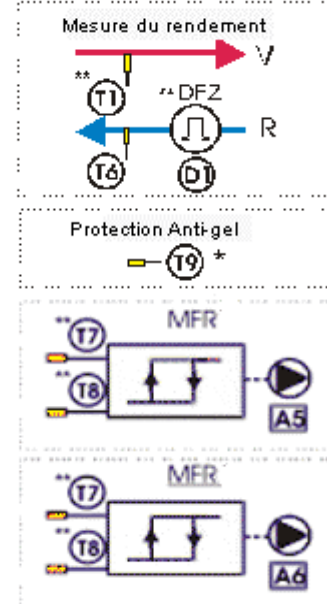 Mesure du rendement
V
**
T1
** DFZ
R
T6
D1
Protection Anti-gel
T9 *
MFR
** T7
** T8
A5
MFR
** T7
** T8
A6